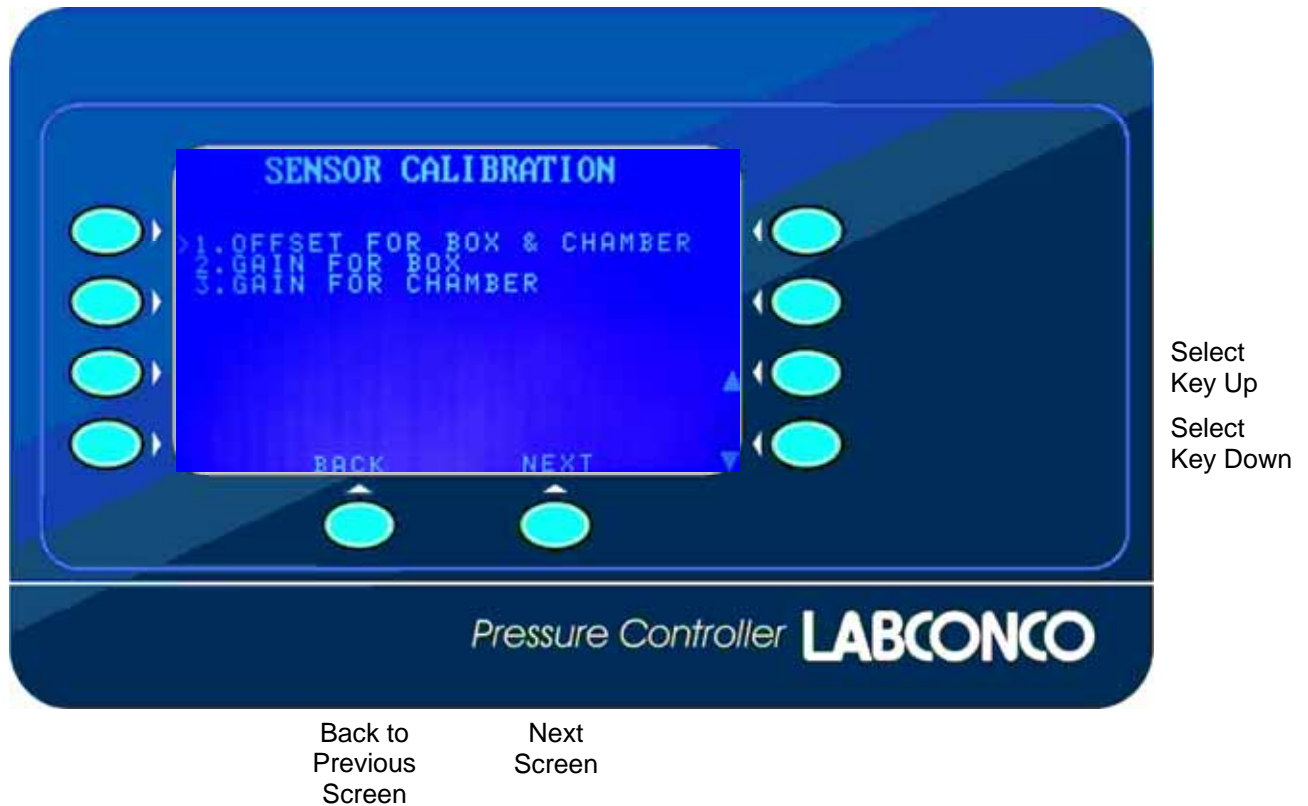 SENSOR CALIBRATION
>1.OFFSET FOR BOX & CHAMBER
2.GAIN FOR BOX
3.GAIN FOR CHAMBER
Select
Key Up
Select
Key Down
BACK NEXT
Pressure Controller LABCONCO
Back to
Previous
Screen
Next
Screen